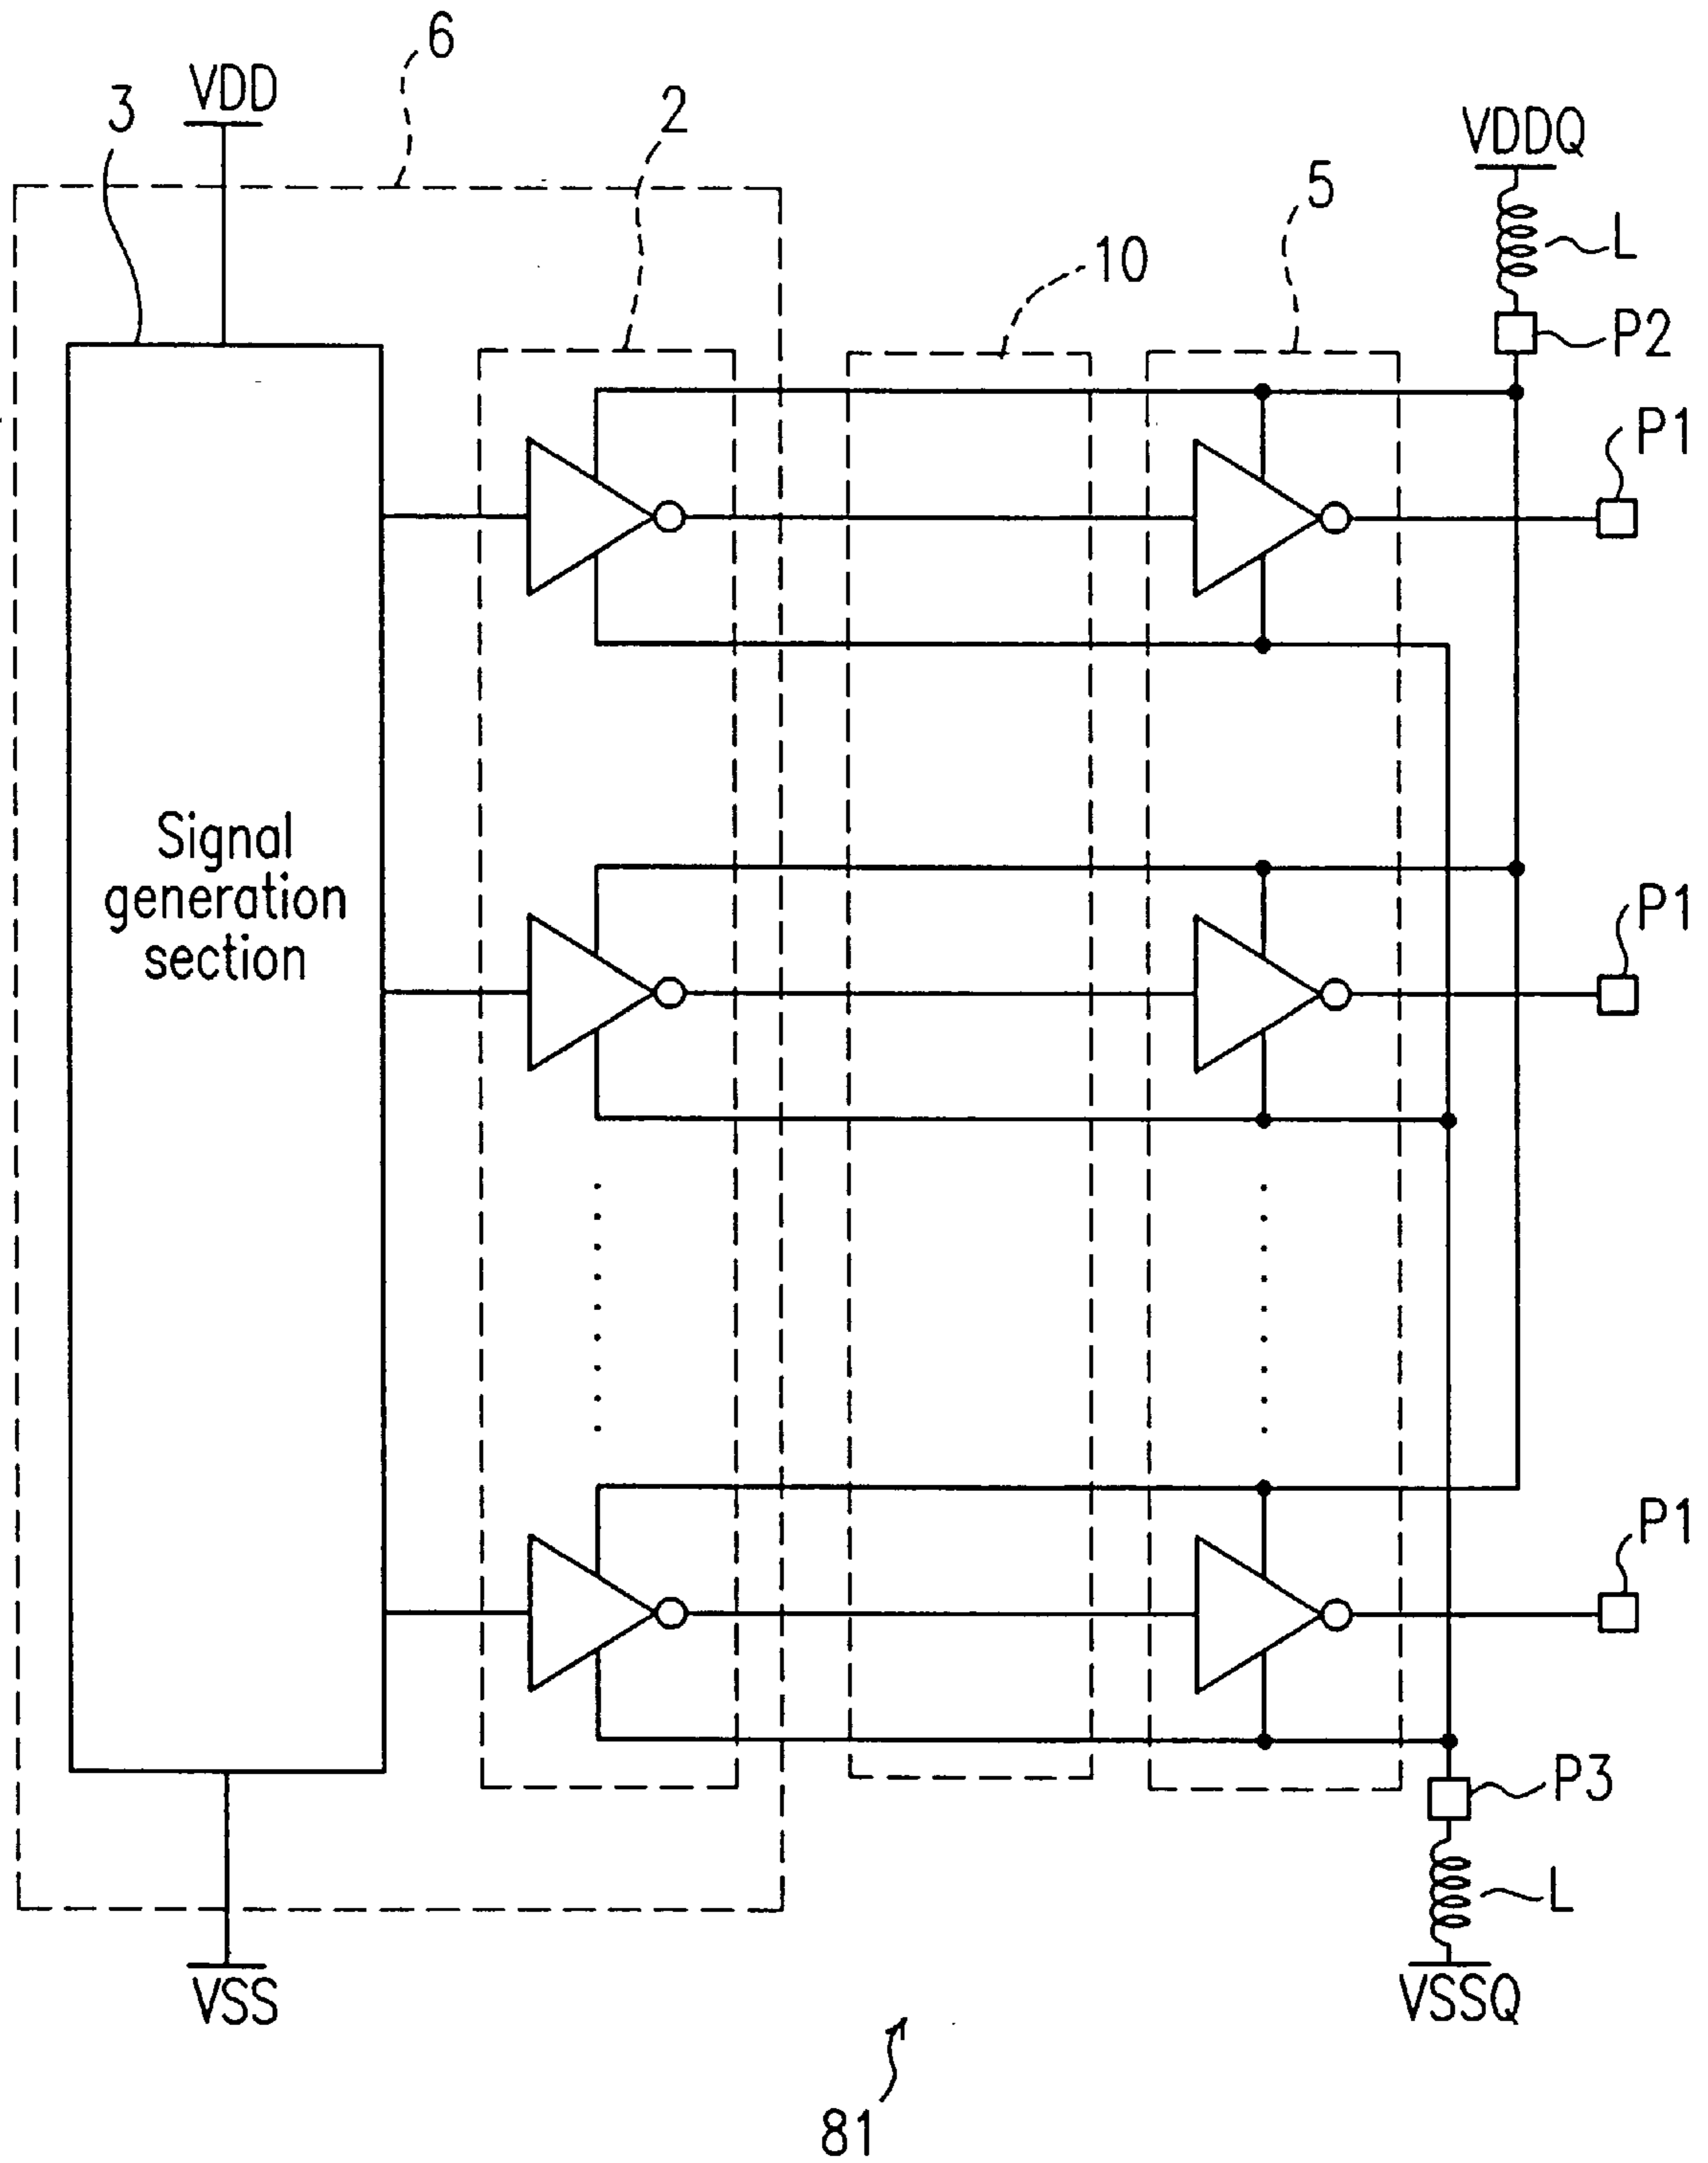 6
VDD
3
2
VDDQ
5
L
10
P2
P1
Signal
generation
section
P1
P1
P3
L
VSS
VSSQ
81